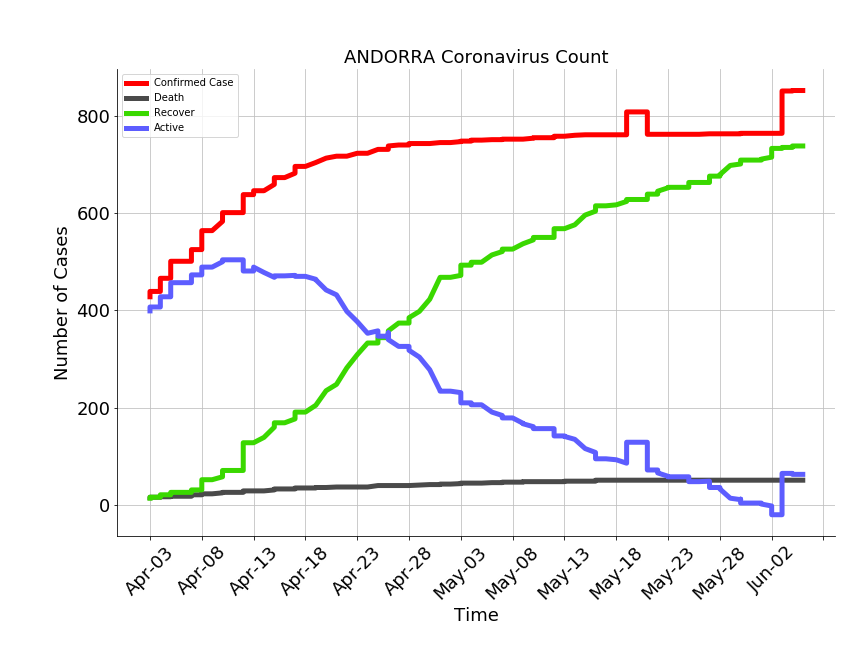 ANDORRA Coronavirus Count
Confirmed Case
Death
Recover
Active
Number of Cases
800
600
400
200
0
Apr-03
Apr-08
Apr-13
Apr-18
Apr-23
Apr-28
May-03
May-08
May-13
May-18
May-23
May-28
Jun-02
Time